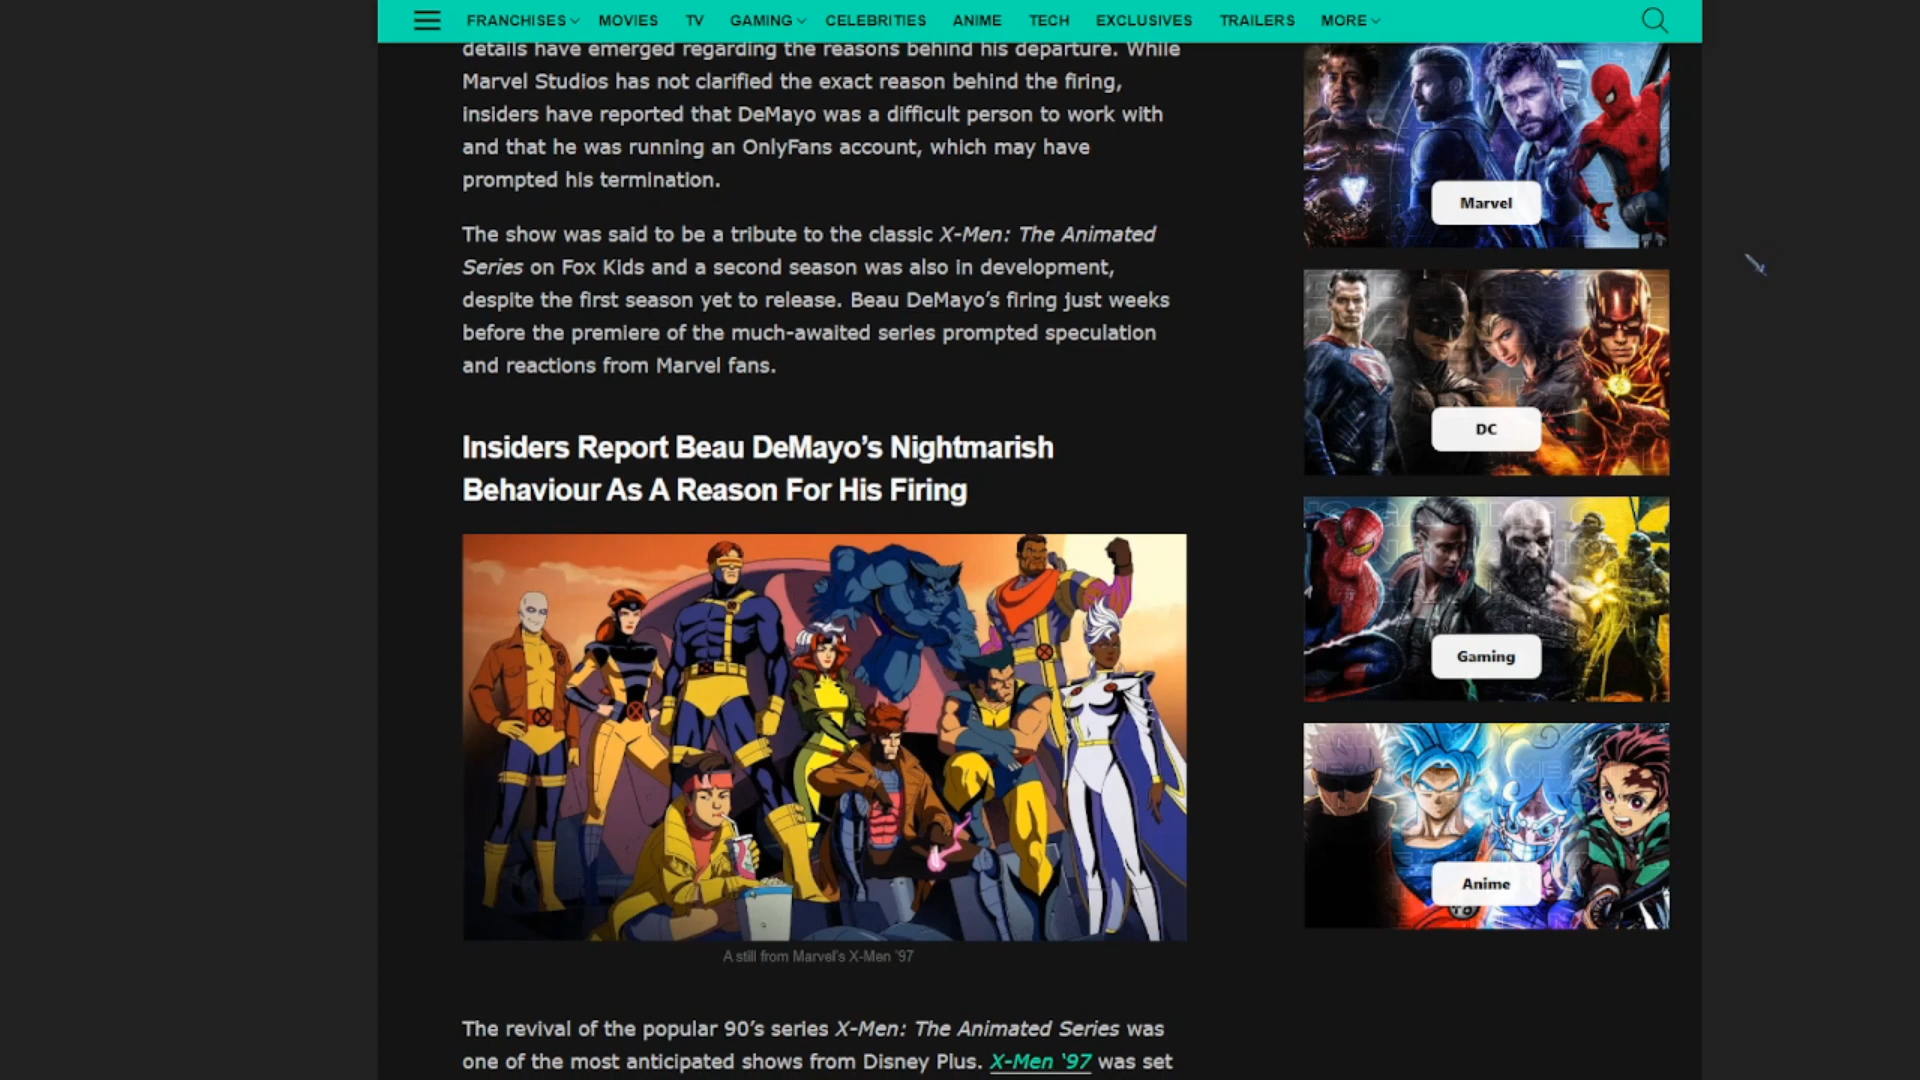 FRANCHISES MOVIES TV GAMING CELEBRITIES ANIME TECH EXCLUSIVES TRAILERS MORE
details have emerged regarding the reasons behind his departure. While
Marvel Studios has not clarified the exact reason behind the firing,
insiders have reported that DeMayo was a difficult person to work with
and that he was running an OnlyFans account, which may have
prompted his termination.
The show was said to be a tribute to the classic X-Men: The Animated
Series on Fox Kids and a second season was also in development,
despite the first season yet to release. Beau DeMayo’s firing just weeks
before the premiere of the much-awaited series prompted speculation
and reactions from Marvel fans.
Insiders Report Beau DeMayo’s Nightmarish
Behaviour As A Reason For His Firing
A still from Marvel’s X-Men ’97
The revival of the popular 90’s series X-Men: The Animated Series was
one of the most anticipated shows from Disney Plus. X-Men ‘97 was set
Marvel
DC
Gaming
Anime